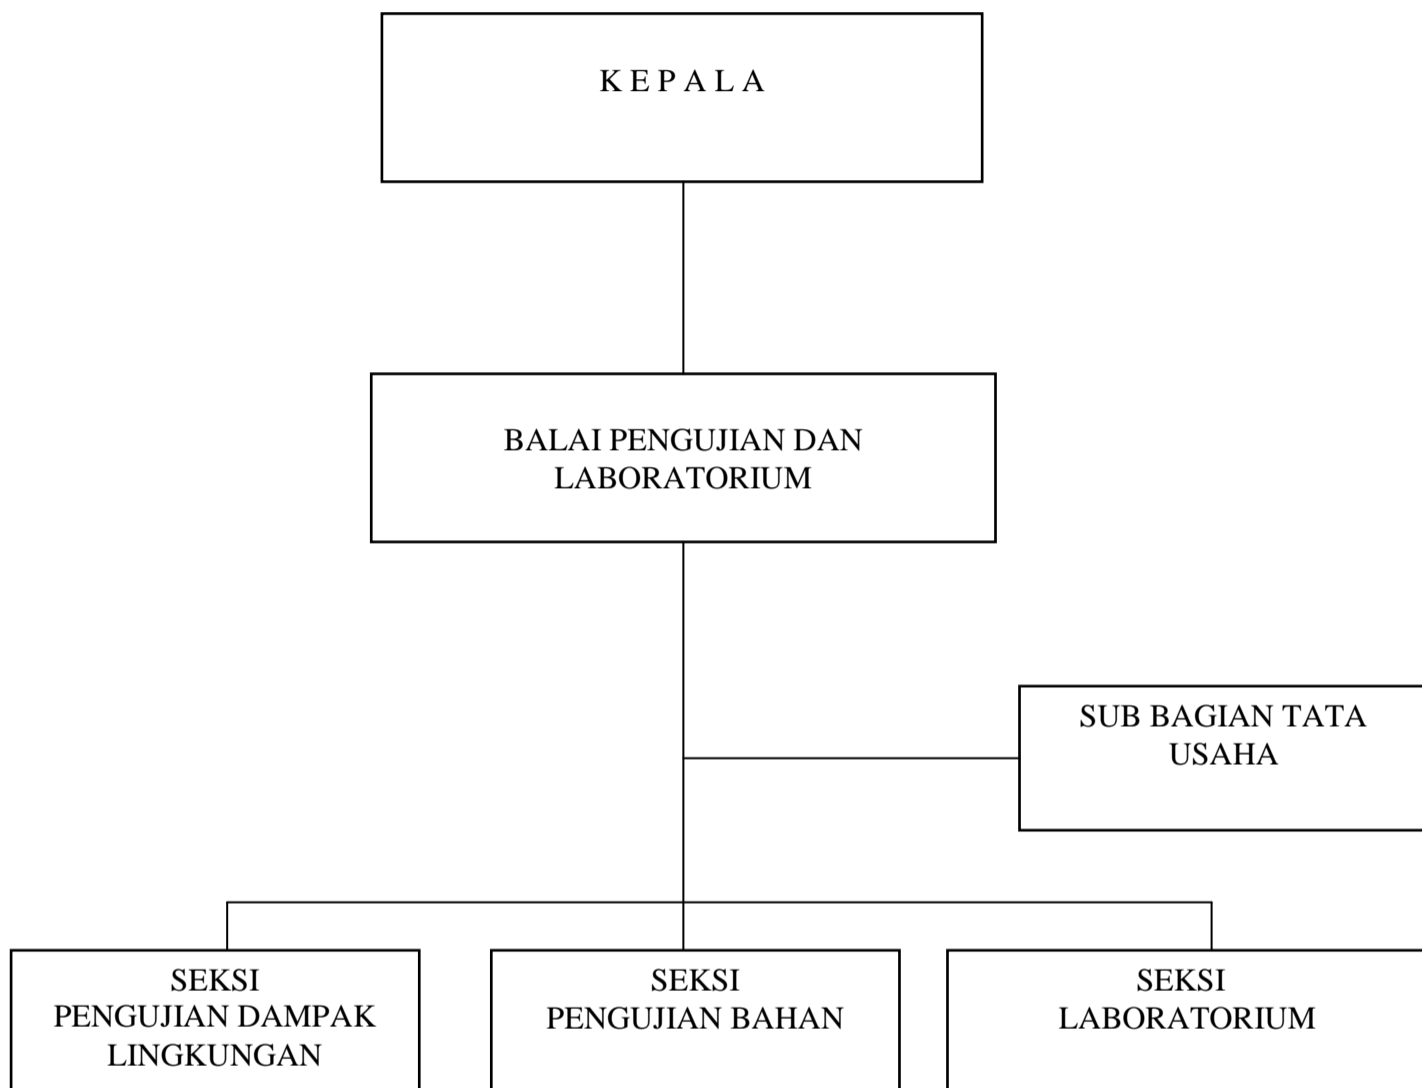 K E P A L A
BALAI PENGUJIAN DAN
LABORATORIUM
SUB BAGIAN TATA
USAHA
SEKSI
PENGUJIAN DAMPAK
LINGKUNGAN
SEKSI
PENGUJIAN BAHAN
SEKSI
LABORATORIUM